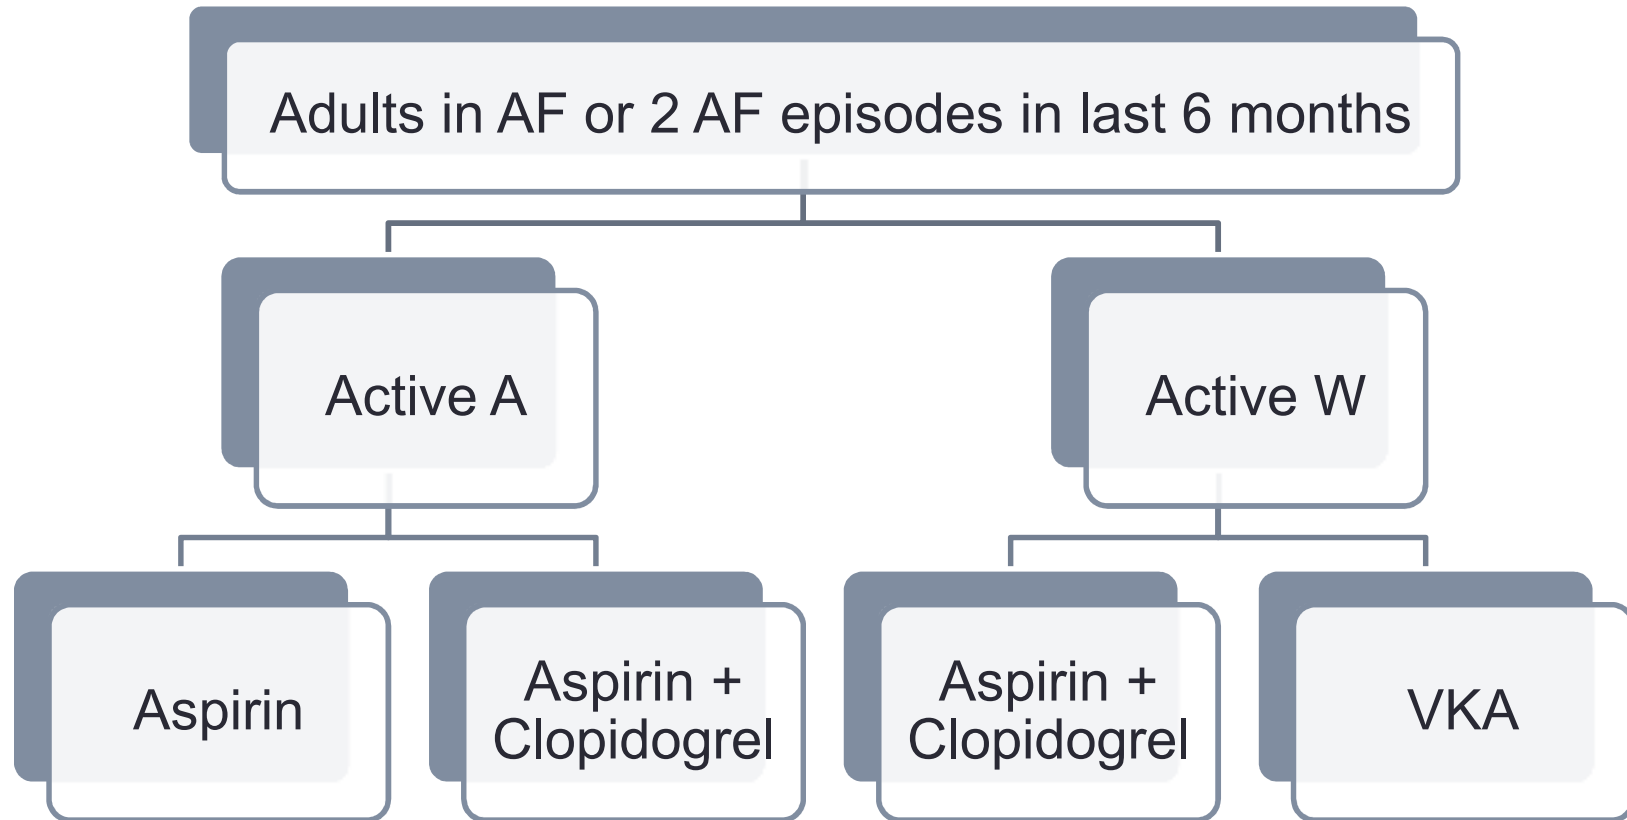 Adults in AF or 2 AF episodes in last 6 months
Active A
Active W
Aspirin
Aspirin +
Clopidogrel
Aspirin +
Clopidogrel
VKA